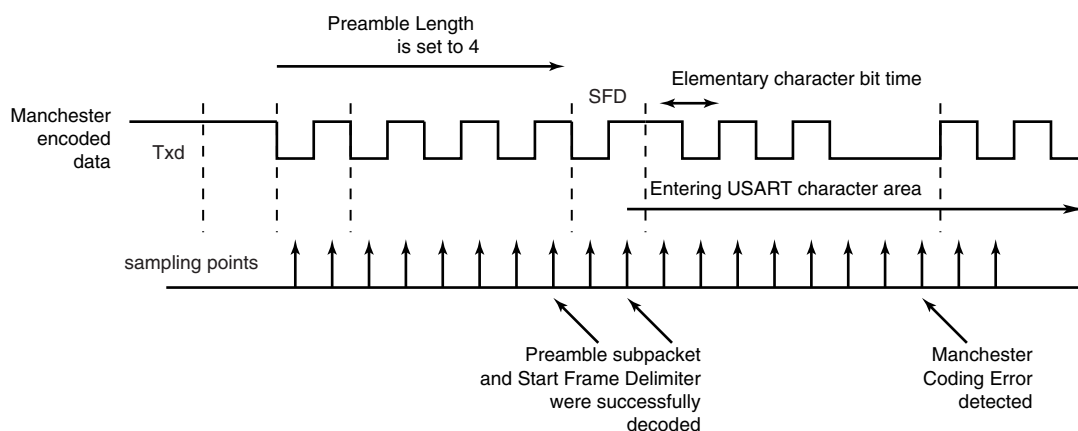 Preamble Length
is set to 4
Elementary character bit time
SFD
Manchester
encoded
data
Txd
Entering USART character area
sampling points
Preamble subpacket
and Start Frame Delimiter
were successfully
decoded
Manchester
Coding Error
detected